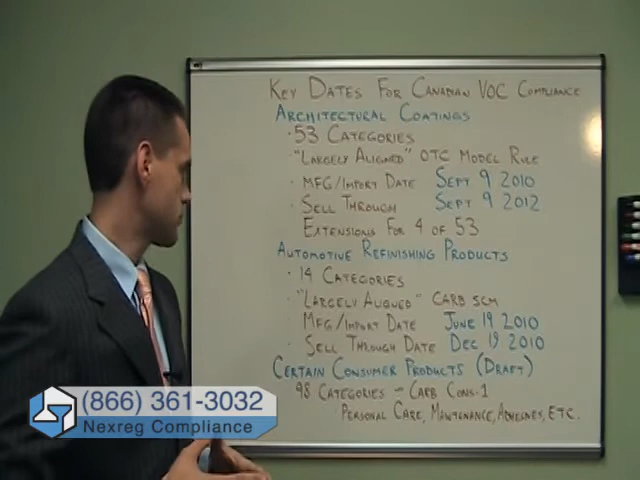 Key Dates For Canadian VOC Compliance
Architectural Coatings
· 53 Categories
· "Largely Aligned" OTC Model Rule
· MFG/Import Date Sept 9 2010
· Sell Through Sept 9 2012
Extensions For 4 of 53
Automotive Refinishing Products
· 14 Categories
· "Largely Aligned" CARB SCM
MFG/Import Date June 19 2010
· Sell Through Date Dec 19 2010
Certain Consumer Products (Draft)
98 Categories - CARB Cons-1
Personal Care, Maintenance, Adhesives, Etc.
(866) 361-3032
Nexreg Compliance